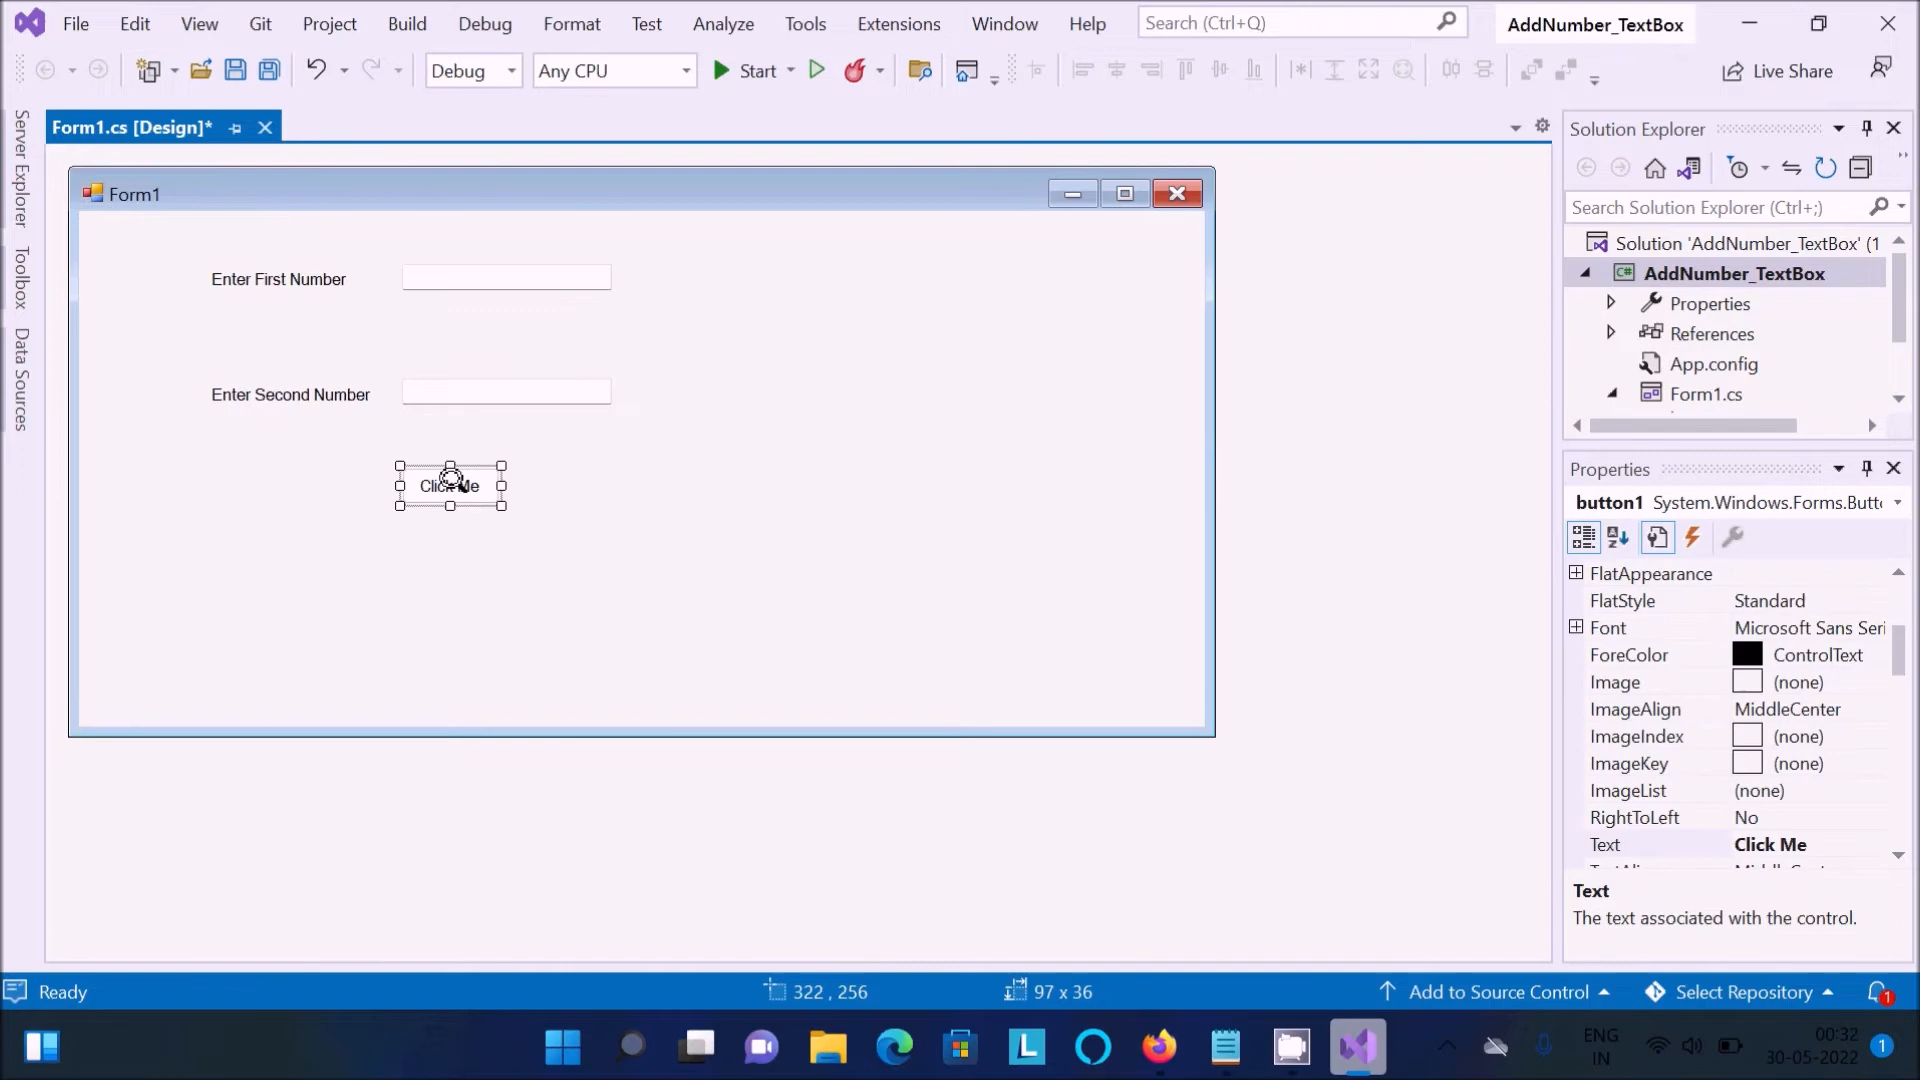 File Edit View Git Project Build Debug Format Test Analyze Tools Extensions Window Help Search (Ctrl+Q) AddNumber_TextBox
Debug Any CPU Start Live Share
Server Explorer
Toolbox
Data Sources
Form1.cs [Design]*
Form1
Enter First Number
Enter Second Number
Click Me
Solution Explorer
Search Solution Explorer (Ctrl+;)
Solution 'AddNumber_TextBox' (1
C# AddNumber_TextBox
Properties
References
App.config
Form1.cs
Properties
button1 System.Windows.Forms.Butt
FlatAppearance
FlatStyle Standard
Font Microsoft Sans Seri
ForeColor ControlText
Image (none)
ImageAlign MiddleCenter
ImageIndex (none)
ImageKey (none)
ImageList (none)
RightToLeft No
Text Click Me
Text
The text associated with the control.
Ready 322 , 256 97 x 36 Add to Source Control Select Repository 1
L ENG
IN
00:32
30-05-2022 1